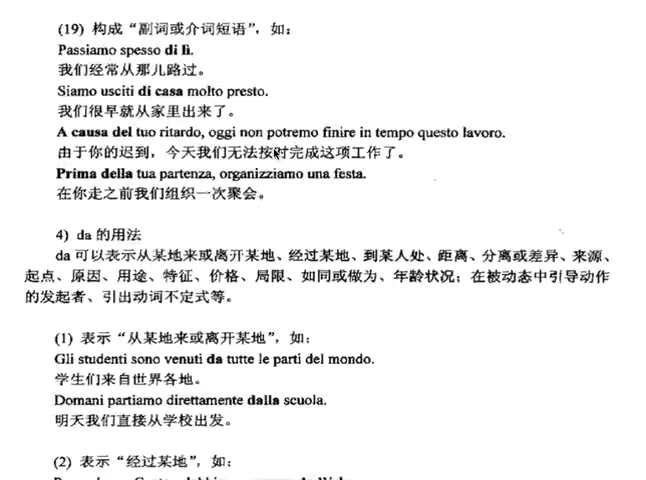 (19) 构成“副词或介词短语”，如：
Passiamo spesso di lì.
我们经常从那儿路过。
Siamo usciti di casa molto presto.
我们很早就从家里出来了。
A causa del tuo ritardo, oggi non potremo finire in tempo questo lavoro.
由于你的迟到，今天我们无法按时完成这项工作了。
Prima della tua partenza, organizziamo una festa.
在你走之前我们组织一次聚会。
4) da 的用法
da 可以表示从某地来或离开某地、经过某地、到某人处、距离、分离或差异、来源、
起点、原因、用途、特征、价格、局限、如同或做为、年龄状况；在被动态中引导动作
的发起者、引出动词不定式等。
(1) 表示“从某地来或离开某地”，如：
Gli studenti sono venuti da tutte le parti del mondo.
学生们来自世界各地。
Domani partiamo direttamente dalla scuola.
明天我们直接从学校出发。
(2) 表示“经过某地”，如：